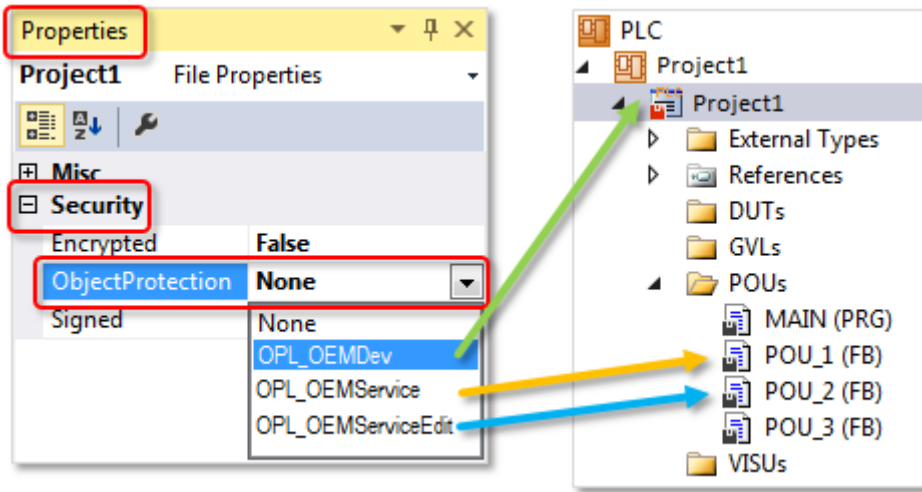 Properties
Project1 File Properties
Misc
Security
Encrypted False
ObjectProtection None
Signed
None
OPL_OEMDev
OPL_OEMService
OPL_OEMServiceEdit
PLC
Project1
Project1
External Types
References
DUTs
GVLs
POUs
MAIN (PRG)
POU_1 (FB)
POU_2 (FB)
POU_3 (FB)
VISUs